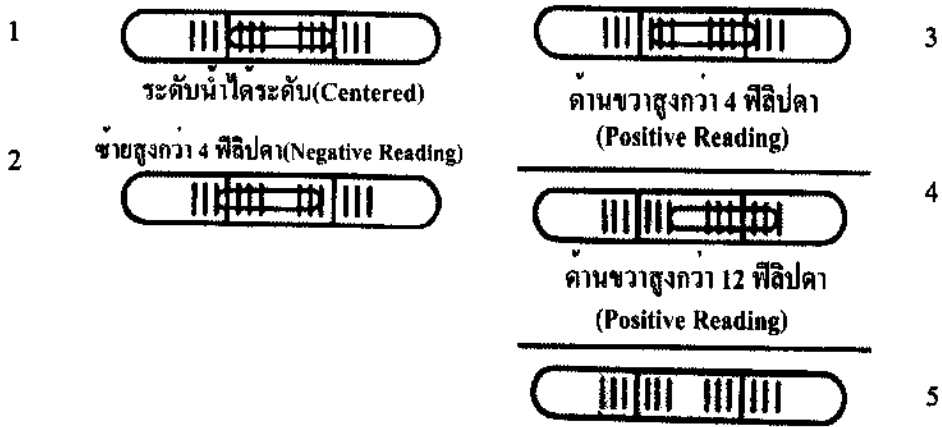 1
ระดับน้ำได้ระดับ(Centered)
2
ซ้ายสูงกว่า 4 ฟิลิปดา(Negative Reading)
3
ด้านขวาสูงกว่า 4 ฟีลิปดา
(Positive Reading)
4
ด้านขวาสูงกว่า 12 ฟีลิปดา
(Positive Reading)
5